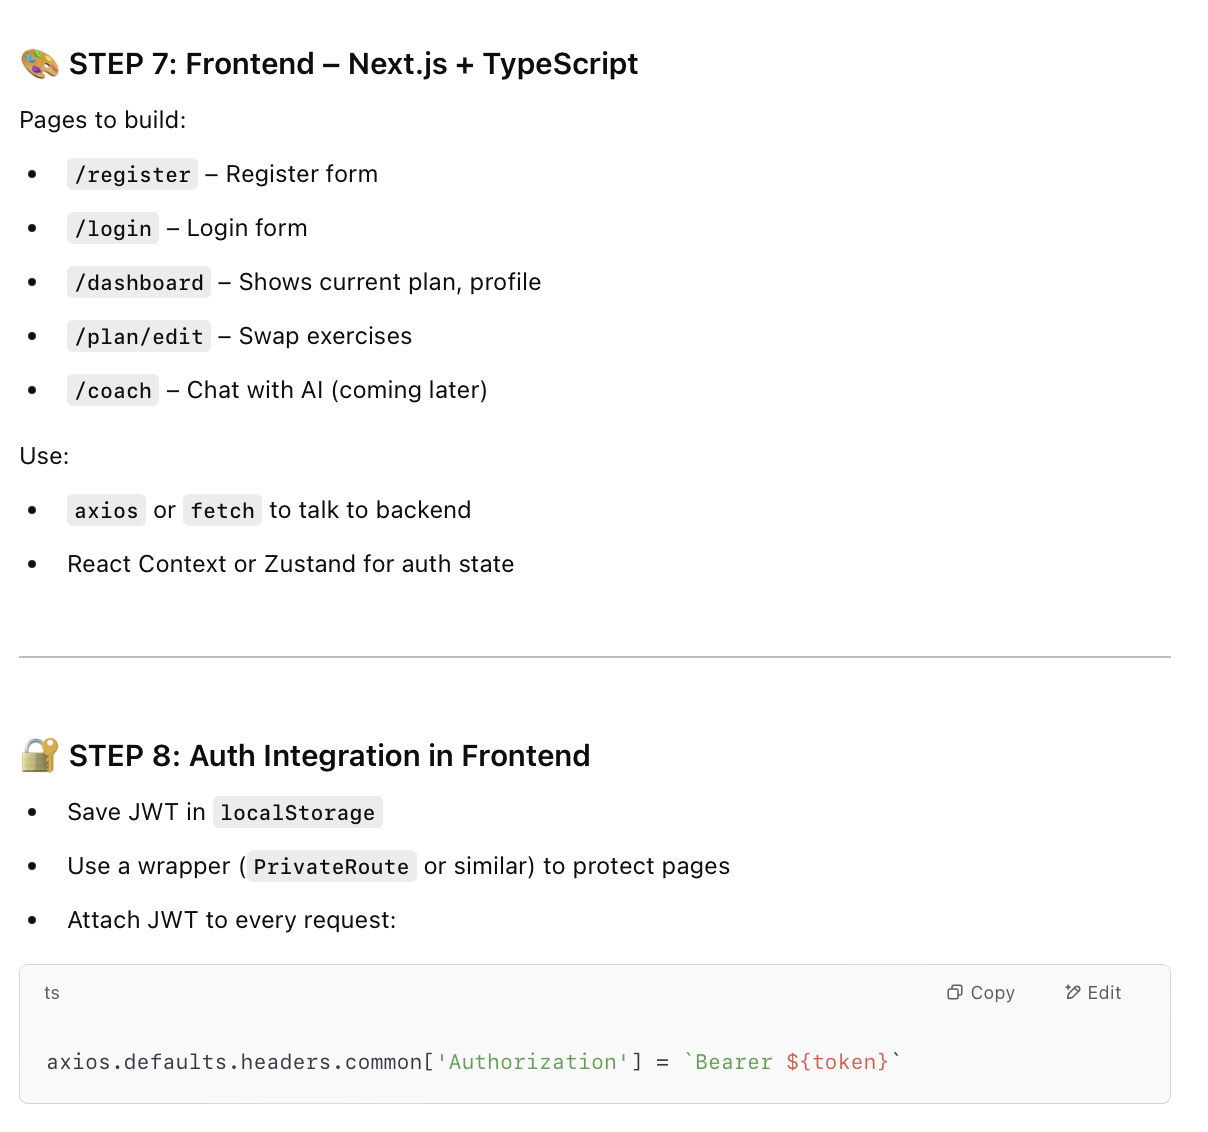 🎨 STEP 7: Frontend – Next.js + TypeScript
Pages to build:
• /register – Register form
• /login – Login form
• /dashboard – Shows current plan, profile
• /plan/edit – Swap exercises
• /coach – Chat with AI (coming later)
Use:
• axios or fetch to talk to backend
• React Context or Zustand for auth state
🔐 STEP 8: Auth Integration in Frontend
• Save JWT in localStorage
• Use a wrapper (PrivateRoute or similar) to protect pages
• Attach JWT to every request:
ts Copy Edit
axios.defaults.headers.common['Authorization'] = `Bearer ${token}`